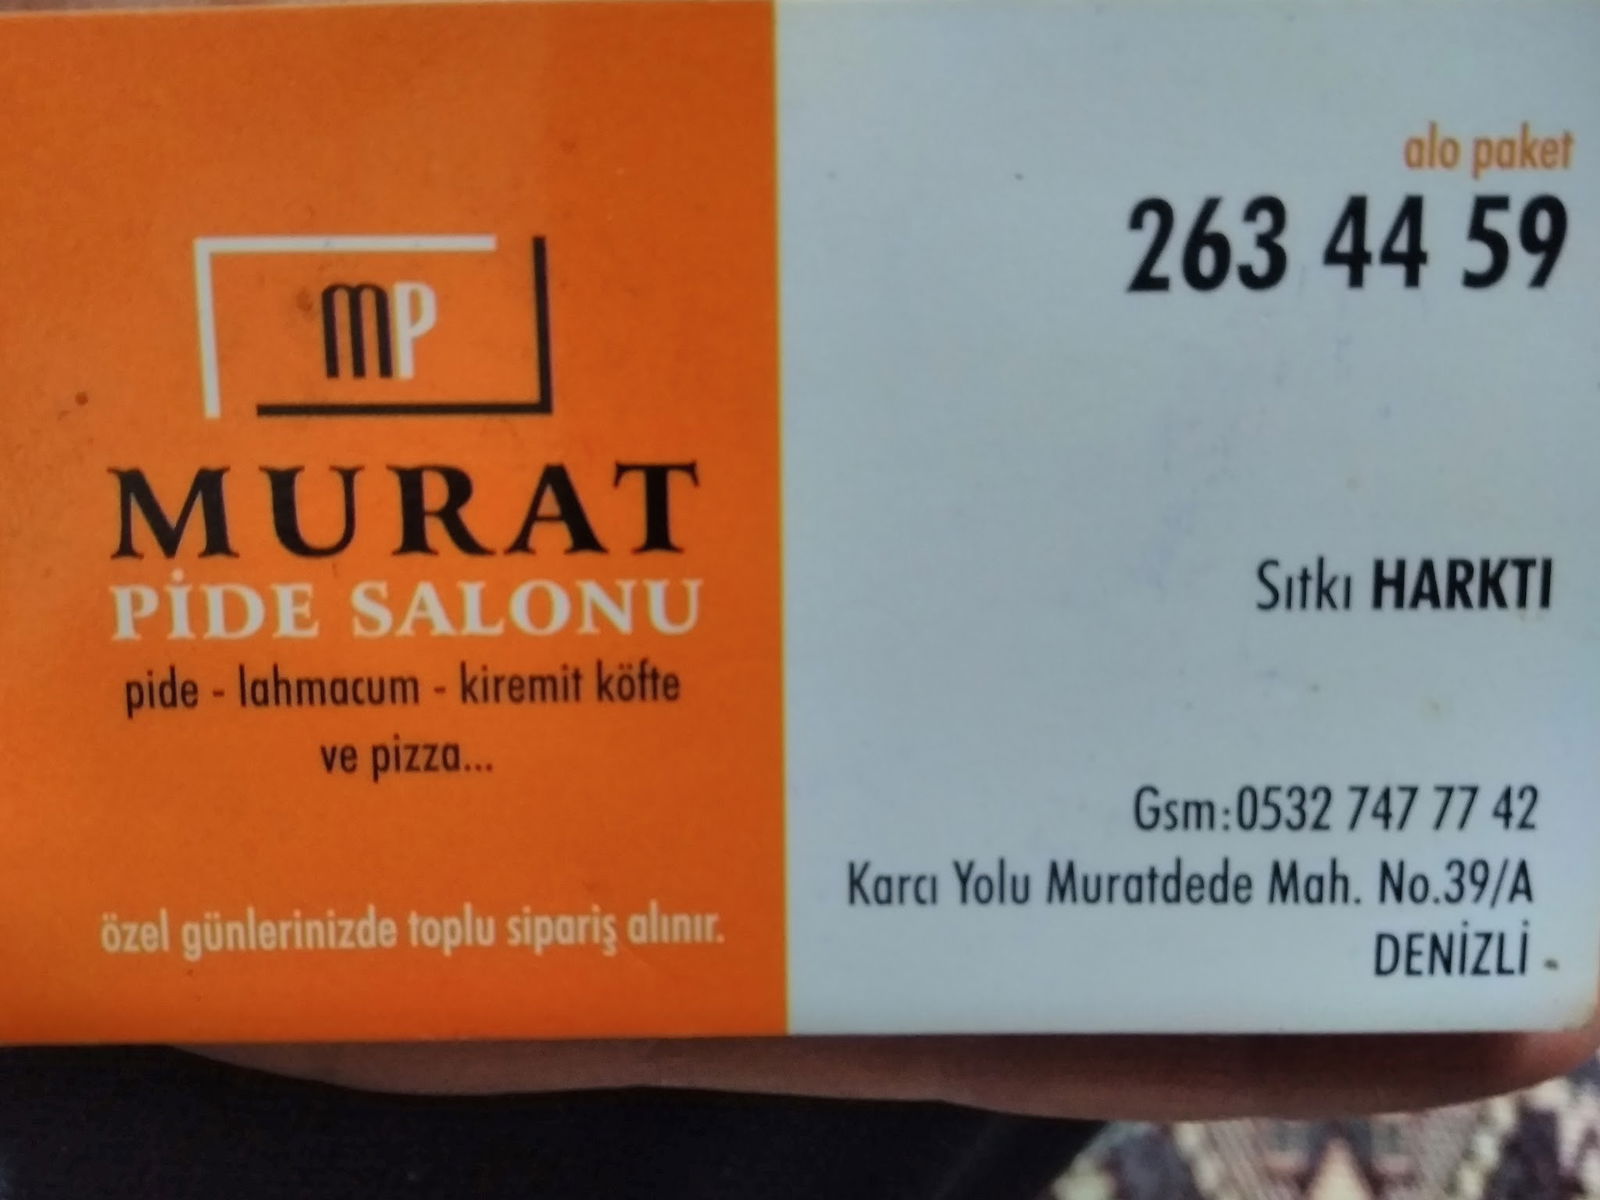 mp
MURAT
PİDE SALONU
pide - lahmacum - kiremit köfte
ve pizza...
özel günlerinizde toplu sipariş alınır.
alo paket
263 44 59
Sıtkı HARKTI
Gsm:0532 747 77 42
Karcı Yolu Muratdede Mah. No.39/A
DENİZLİ